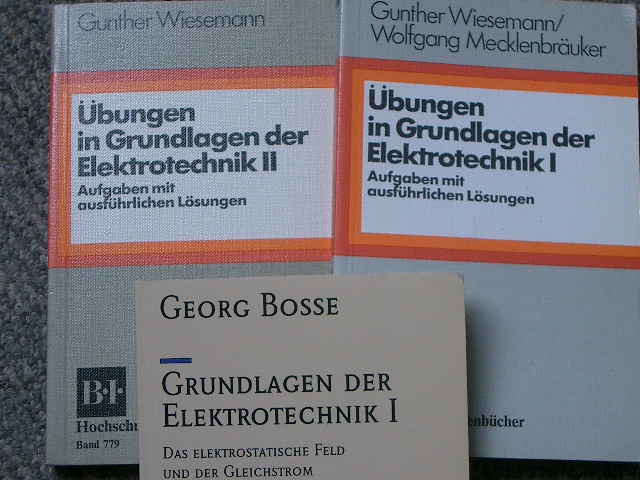 Gunther Wiesemann
Übungen
in Grundlagen der
Elektrotechnik II
Aufgaben mit
ausführlichen Lösungen
B·I·
Hochschu
Band 779
Gunther Wiesemann/
Wolfgang Mecklenbräuker
Übungen
in Grundlagen der
Elektrotechnik I
Aufgaben mit
ausführlichen Lösungen
enbücher
GEORG BOSSE
GRUNDLAGEN DER
ELEKTROTECHNIK I
DAS ELEKTROSTATISCHE FELD
UND DER GLEICHSTROM